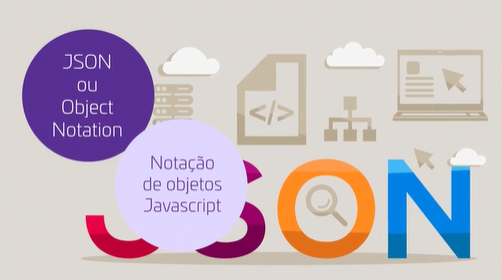 JSON
ou
Object
Notation
</>
Notação
de objetos
Javascript
JSON